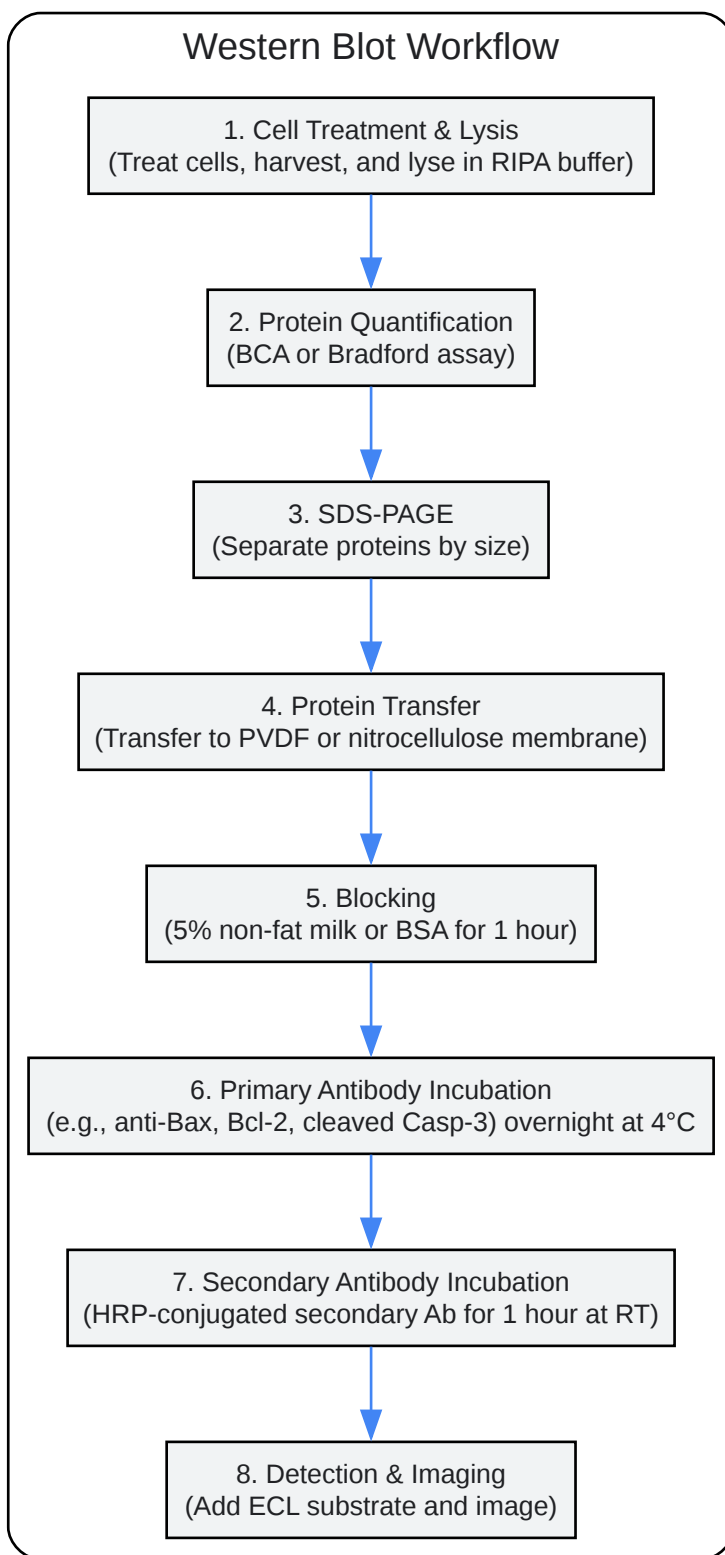 Western Blot Workflow
1. Cell Treatment & Lysis
(Treat cells, harvest, and lyse in RIPA buffer)
2. Protein Quantification
(BCA or Bradford assay)
3. SDS-PAGE
(Separate proteins by size)
4. Protein Transfer
(Transfer to PVDF or nitrocellulose membrane)
5. Blocking
(5% non-fat milk or BSA for 1 hour)
6. Primary Antibody Incubation
(e.g., anti-Bax, Bcl-2, cleaved Casp-3) overnight at 4°C
7. Secondary Antibody Incubation
(HRP-conjugated secondary Ab for 1 hour at RT)
8. Detection & Imaging
(Add ECL substrate and image)